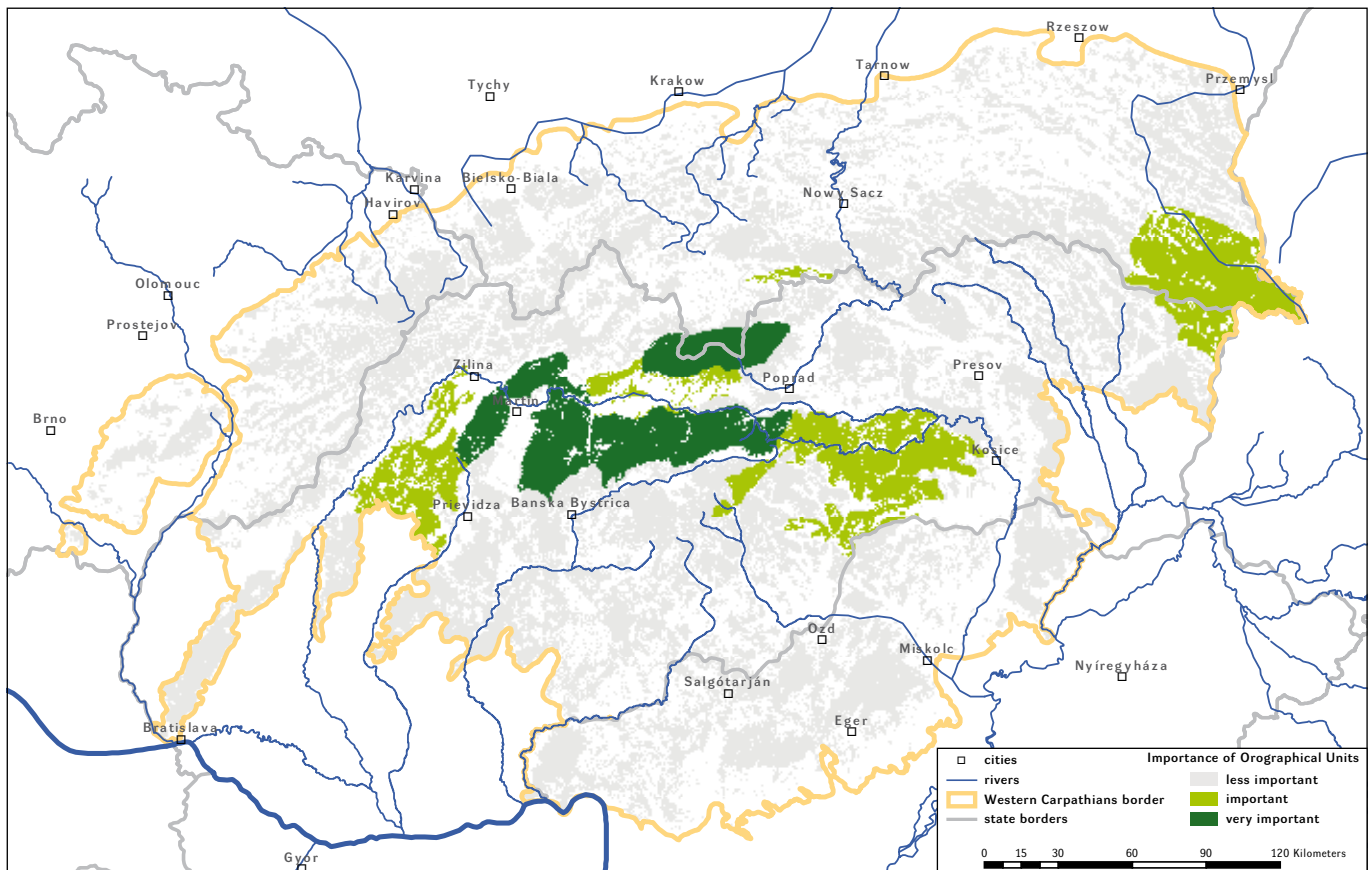 Rzeszow
Tarnow
Przemysl
Krakow
Tychy
Karvina
Bielsko-Biala
Havirov
Nowy Sacz
Olomouc
Prostejov
Zilina
Presov
Poprad
Martin
Brno
Kosice
Prievidza
Banska Bystrica
Ozd
Miskolc
Nyíregyháza
Salgótarján
Eger
Bratislava
Györ
cities
rivers
Western Carpathians border
state borders
Importance of Orographical Units
less important
important
very important
0 15 30 60 90 120 Kilometers